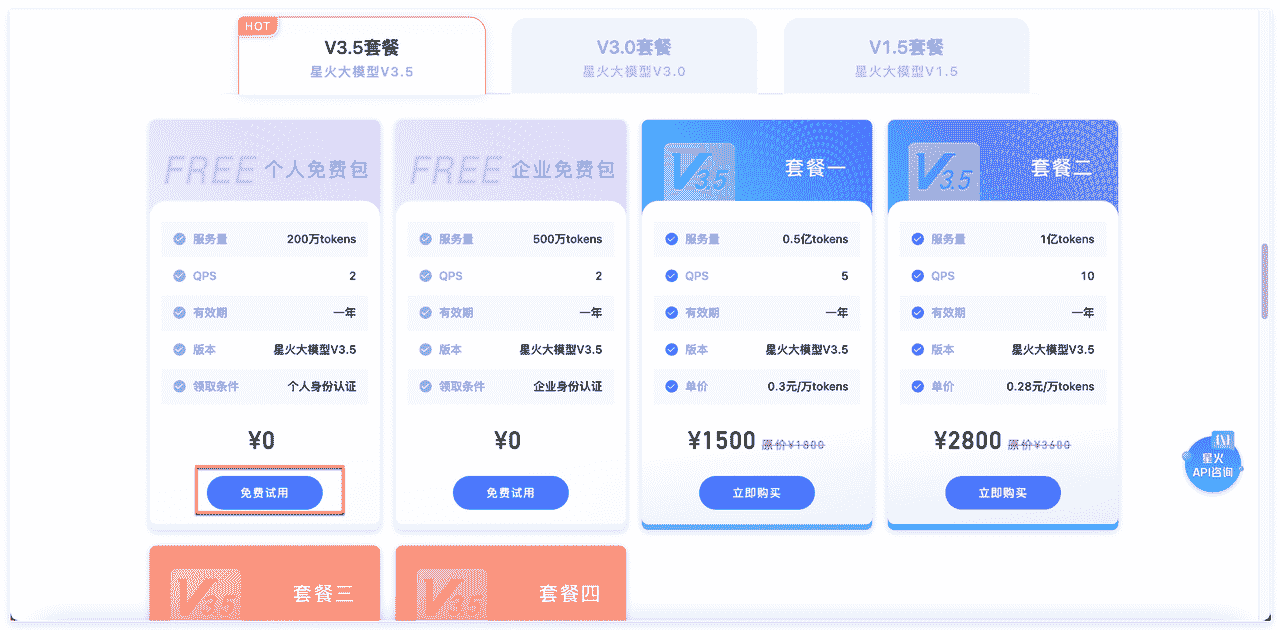 HOT
V3.5套餐
星火大模型V3.5
V3.0套餐
星火大模型V3.0
V1.5套餐
星火大模型V1.5
FREE 个人免费包
服务量 200万tokens
QPS 2
有效期 一年
版本 星火大模型V3.5
领取条件 个人身份认证
¥0
免费试用
FREE 企业免费包
服务量 500万tokens
QPS 2
有效期 一年
版本 星火大模型V3.5
领取条件 企业身份认证
¥0
免费试用
V3.5 套餐一
服务量 0.5亿tokens
QPS 5
有效期 一年
版本 星火大模型V3.5
单价 0.3元/万tokens
¥1500 原价¥1800
立即购买
V3.5 套餐二
服务量 1亿tokens
QPS 10
有效期 一年
版本 星火大模型V3.5
单价 0.28元/万tokens
¥2800 原价¥3600
立即购买
V3.5 套餐三
V3.5 套餐四
星火
API咨询